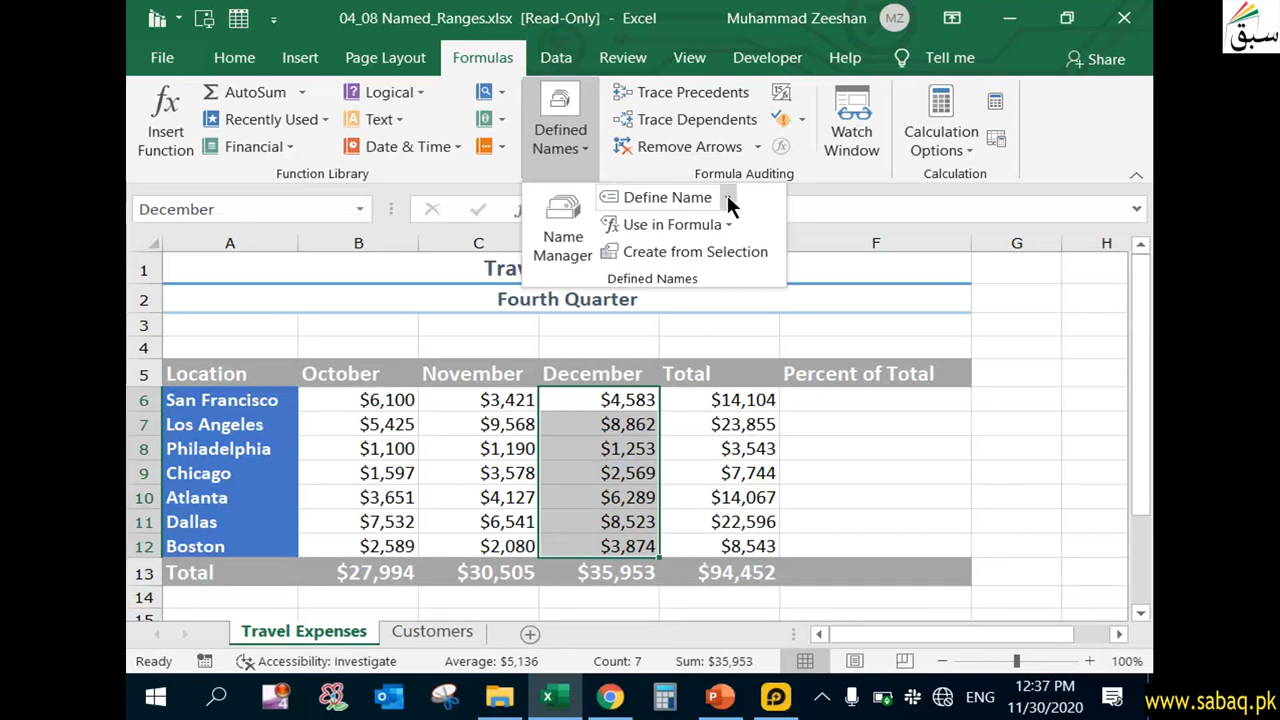 04_08 Named_Ranges.xlsx [Read-Only] - Excel
Muhammad Zeeshan
MZ
سبق
File
Home
Insert
Page Layout
Formulas
Data
Review
View
Developer
Help
Tell me
Share
Insert Function
AutoSum
Recently Used
Financial
Logical
Text
Date & Time
Function Library
Defined Names
Trace Precedents
Trace Dependents
Remove Arrows
Formula Auditing
Watch Window
Calculation Options
Calculation
Define Name
Use in Formula
Create from Selection
Name Manager
Defined Names
December
A B C F G H
1 Trav
2 Fourth Quarter
3
4
5 Location October November December Total Percent of Total
6 San Francisco $6,100 $3,421 $4,583 $14,104
7 Los Angeles $5,425 $9,568 $8,862 $23,855
8 Philadelphia $1,100 $1,190 $1,253 $3,543
9 Chicago $1,597 $3,578 $2,569 $7,744
10 Atlanta $3,651 $4,127 $6,289 $14,067
11 Dallas $7,532 $6,541 $8,523 $22,596
12 Boston $2,589 $2,080 $3,874 $8,543
13 Total $27,994 $30,505 $35,953 $94,452
14
15
Travel Expenses Customers
Ready Accessibility: Investigate Average: $5,136 Count: 7 Sum: $35,953 100%
ENG
12:37 PM
11/30/2020
www.sabaq.pk